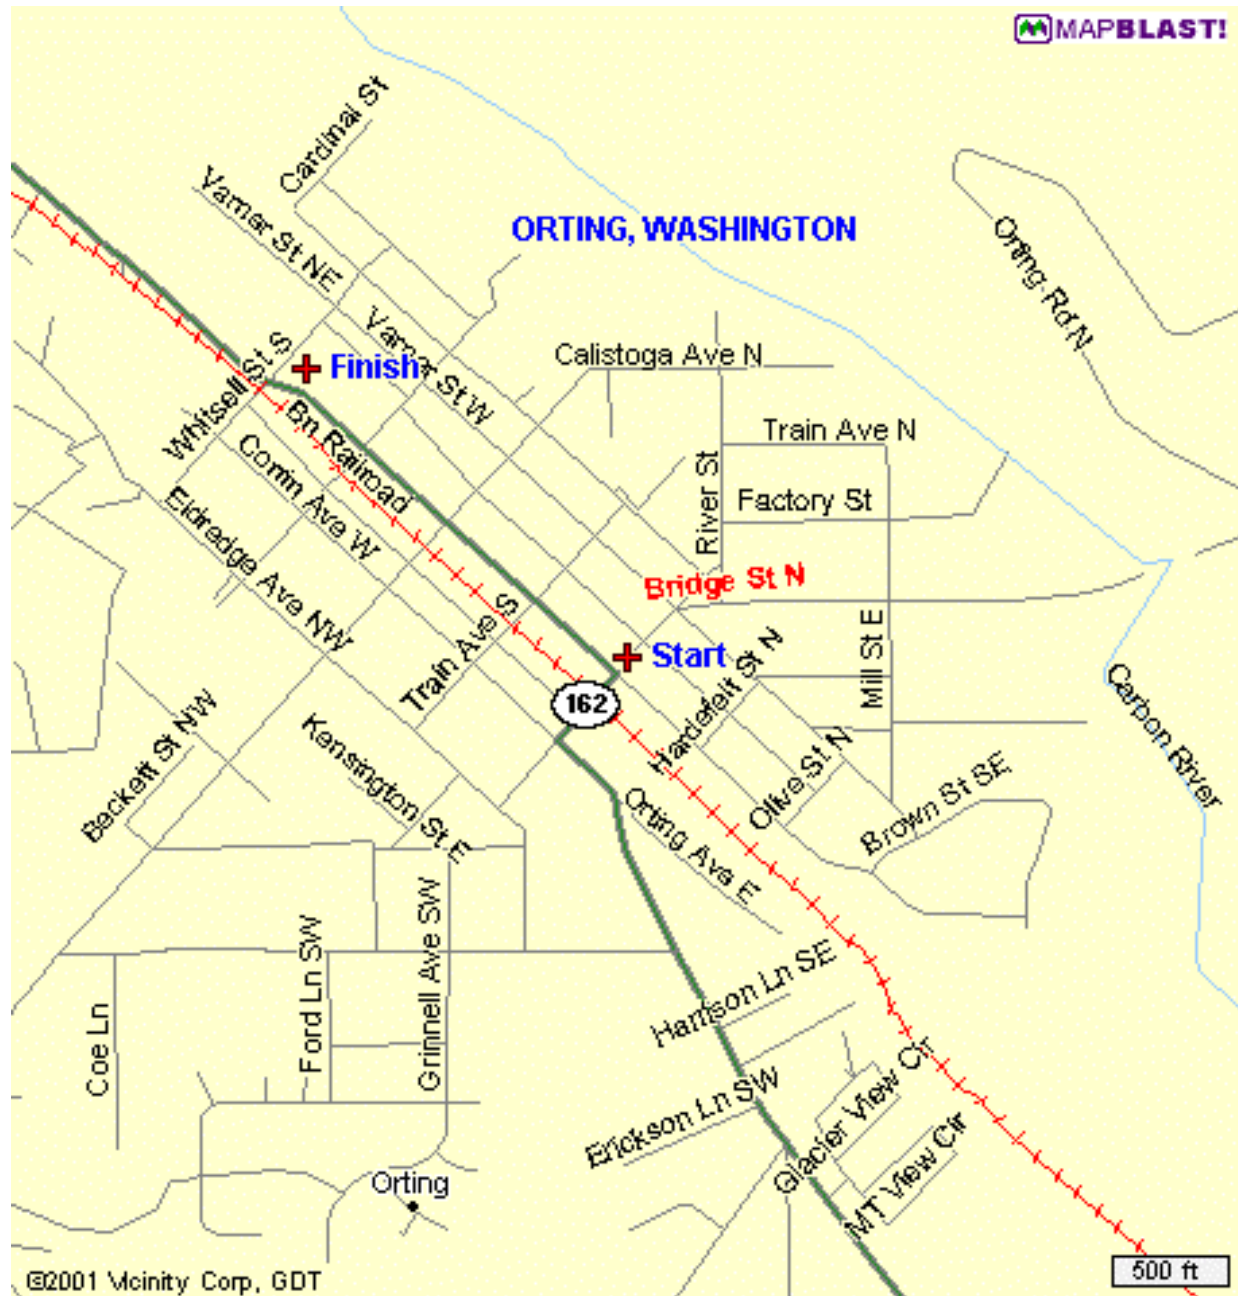 MAPBLAST!
Cardinal St
Varner St NE
ORTING, WASHINGTON
Orting Rd N
Varner St W
Calistoga Ave N
Whitsell St S
Finish
Bn Railroad
Train Ave N
River St
Factory St
Corrin Ave W
Eldredge Ave NW
Bridge St N
Train Ave S
Start
Mill St E
162
Hardefelt St N
Carbon River
Beckett St NW
Kensington St E
Olive St N
Brown St SE
Orting Ave E
Ford Ln SW
Grinnell Ave SW
Coe Ln
Harrison Ln SE
Erickson Ln SW
Glacier View Cir
MT View Cir
Orting
©2001 Vicinity Corp, GDT
500 ft